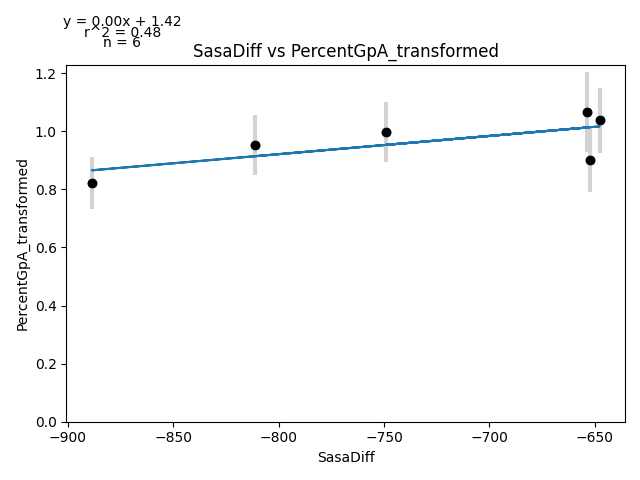 y = 0.00x + 1.42
r^2 = 0.48
n = 6
SasaDiff vs PercentGpA_transformed
PercentGpA_transformed
1.2
1.0
0.8
0.6
0.4
0.2
0.0
−900
−850
−800
−750
−700
−650
SasaDiff